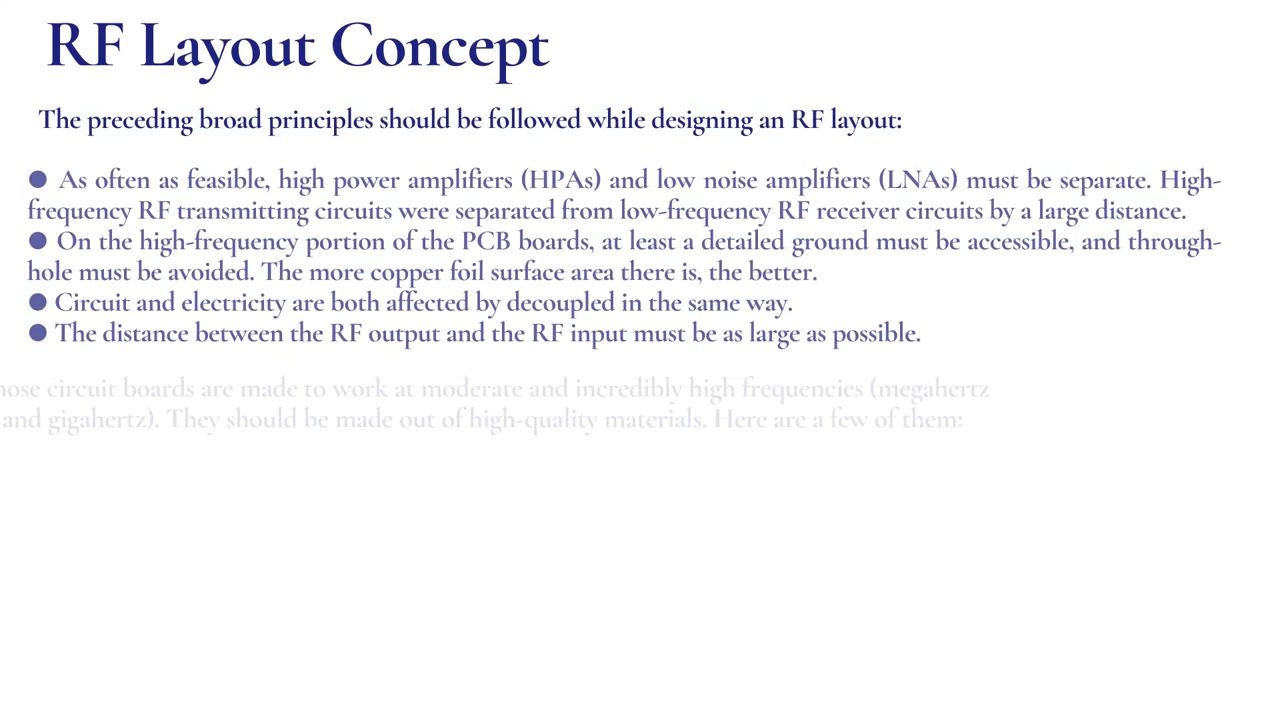 RF Layout Concept
The preceding broad principles should be followed while designing an RF layout:
● As often as feasible, high power amplifiers (HPAs) and low noise amplifiers (LNAs) must be separate. High-
frequency RF transmitting circuits were separated from low-frequency RF receiver circuits by a large distance.
● On the high-frequency portion of the PCB boards, at least a detailed ground must be accessible, and through-
hole must be avoided. The more copper foil surface area there is, the better.
● Circuit and electricity are both affected by decoupled in the same way.
● The distance between the RF output and the RF input must be as large as possible.
circuit boards are made to work at moderate and incredibly high frequencies (megahertz
and gigahertz). They should be made out of high-quality materials. Here are a few of them: